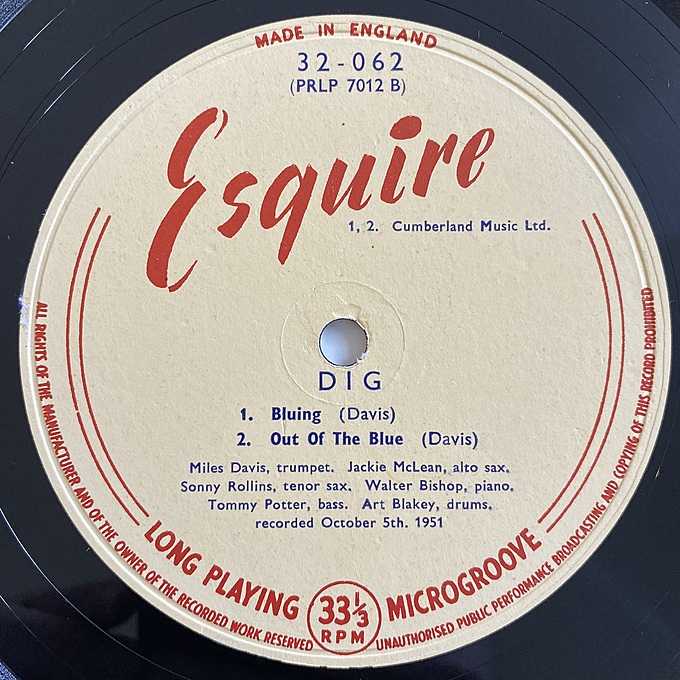 MADE IN ENGLAND
32-062
(PRLP 7012 B)
Esquire
1, 2. Cumberland Music Ltd.
DIG
1. Bluing (Davis)
2. Out Of The Blue (Davis)
Miles Davis, trumpet. Jackie McLean, alto sax.
Sonny Rollins, tenor sax. Walter Bishop, piano.
Tommy Potter, bass. Art Blakey, drums.
recorded October 5th. 1951
LONG PLAYING 33⅓ RPM MICROGROOVE
ALL RIGHTS OF THE MANUFACTURER AND OF THE OWNER OF THE RECORDED WORK RESERVED
UNAUTHORISED PUBLIC PERFORMANCE BROADCASTING AND COPYING OF THIS RECORD PROHIBITED